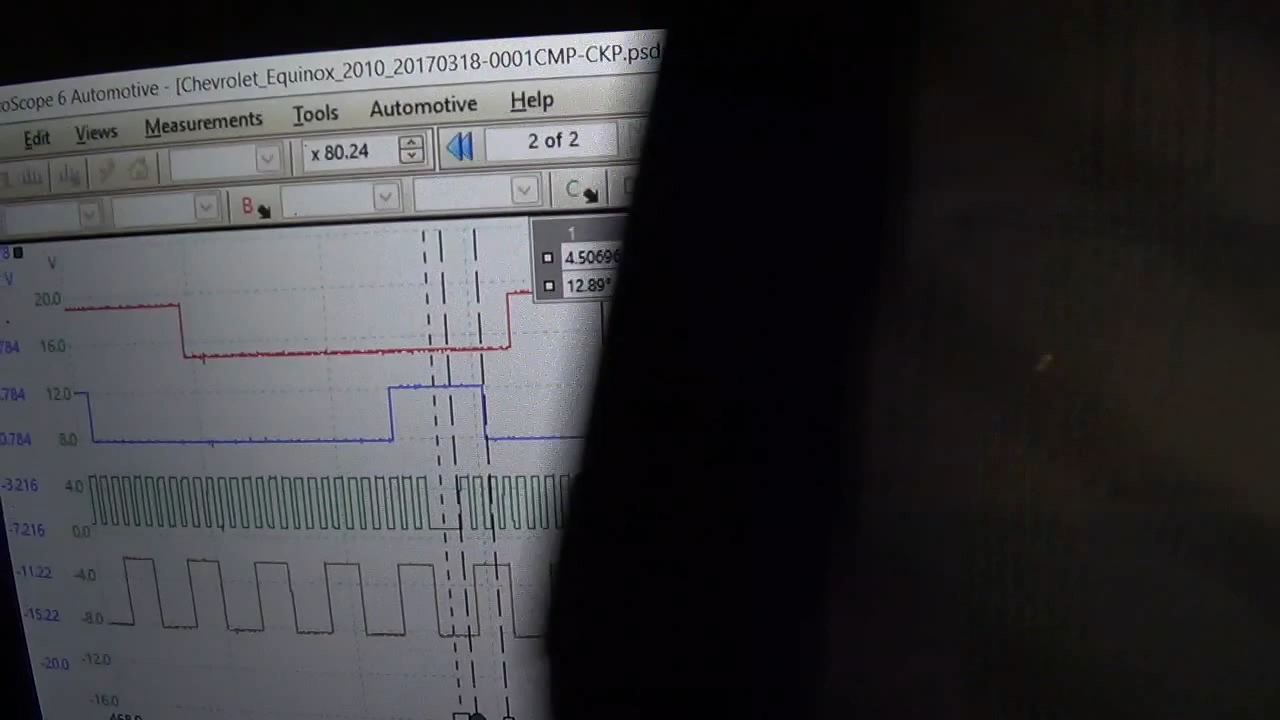 oScope 6 Automotive - [Chevrolet_Equinox_2010_20170318-0001CMP-CKP.psd
Edit Views Measurements Tools Automotive Help
x 80.24 2 of 2
B C
1
4.50696
12.89°
V
V
20.0
784 16.0
.784 12.0
0.784 8.0
-3.216 4.0
-7.216 0.0
-11.22 -4.0
-15.22 -8.0
-20.0 -12.0
-16.0